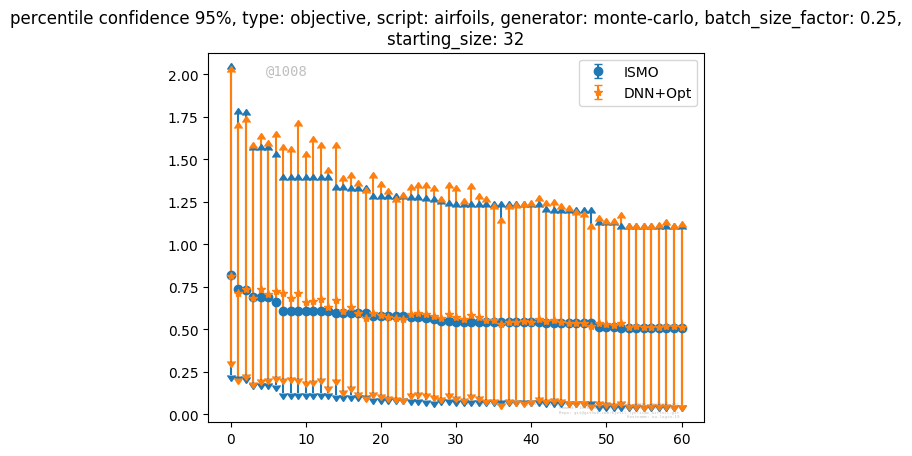 percentile confidence 95%, type: objective, script: airfoils, generator: monte-carlo, batch_size_factor: 0.25,
starting_size: 32
@1008
ISMO
DNN+Opt
2.00
1.75
1.50
1.25
1.00
0.75
0.50
0.25
0.00
0 10 20 30 40 50 60